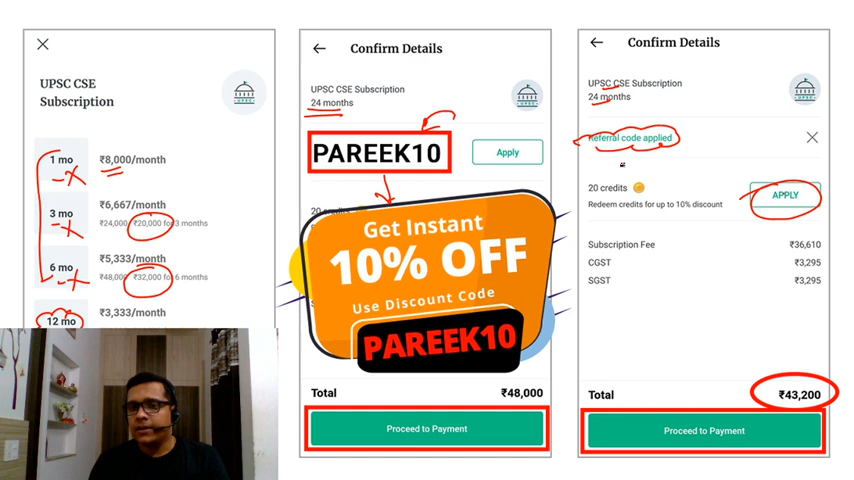 UPSC CSE
Subscription
UPSC
1 mo
₹8,000/month
3 mo
₹6,667/month
₹24,000 ₹20,000 for 3 months
6 mo
₹5,333/month
₹48,000 ₹32,000 for 6 months
12 mo
₹3,333/month
Confirm Details
UPSC CSE Subscription
24 months
UPSC
PAREEK10
Apply
20 credits
Get Instant
10% OFF
Use Discount Code
PAREEK10
Total
₹48,000
Proceed to Payment
Confirm Details
UPSC CSE Subscription
24 months
UPSC
Referral code applied
20 credits
Redeem credits for up to 10% discount
APPLY
Subscription Fee
₹36,610
CGST
₹3,295
SGST
₹3,295
Total
₹43,200
Proceed to Payment